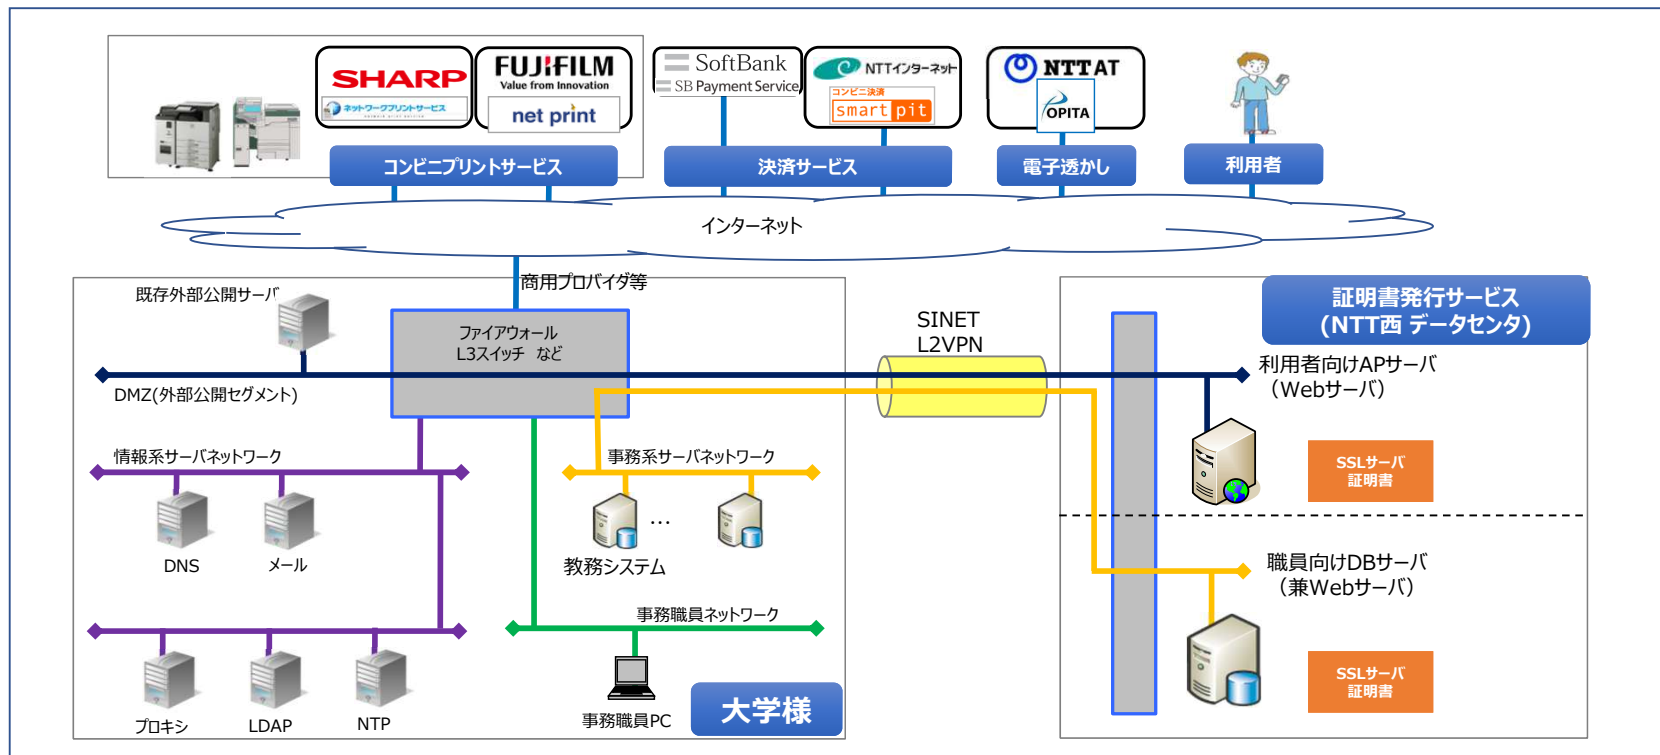 SHARP
ネットワークプリントサービス
FUJIFILM
Value from Innovation
net print
SoftBank
SB Payment Service
NTTインターネット
コンビニ決済
smart pit
NTT AT
OPITA
コンビニプリントサービス
決済サービス
電子透かし
利用者
インターネット
商用プロバイダ等
既存外部公開サーバ
ファイアウォール
L3スイッチ など
DMZ(外部公開セグメント)
SINET
L2VPN
証明書発行サービス
(NTT西 データセンタ)
利用者向けAPサーバ
（Webサーバ）
SSLサーバ
証明書
情報系サーバネットワーク
事務系サーバネットワーク
DNS
メール
…
教務システム
職員向けDBサーバ
（兼Webサーバ）
SSLサーバ
証明書
事務職員ネットワーク
プロキシ
LDAP
NTP
事務職員PC
大学様